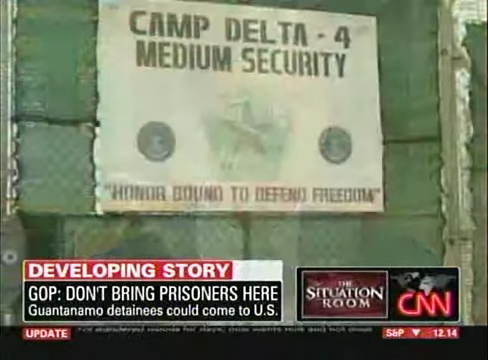 CAMP DELTA - 4
MEDIUM SECURITY
"HONOR BOUND TO DEFEND FREEDOM"
DEVELOPING STORY
GOP: DON'T BRING PRISONERS HERE
Guantanamo detainees could come to U.S.
THE
SITUATION
ROOM
CNN
UPDATE
S&P ▼ 12.14